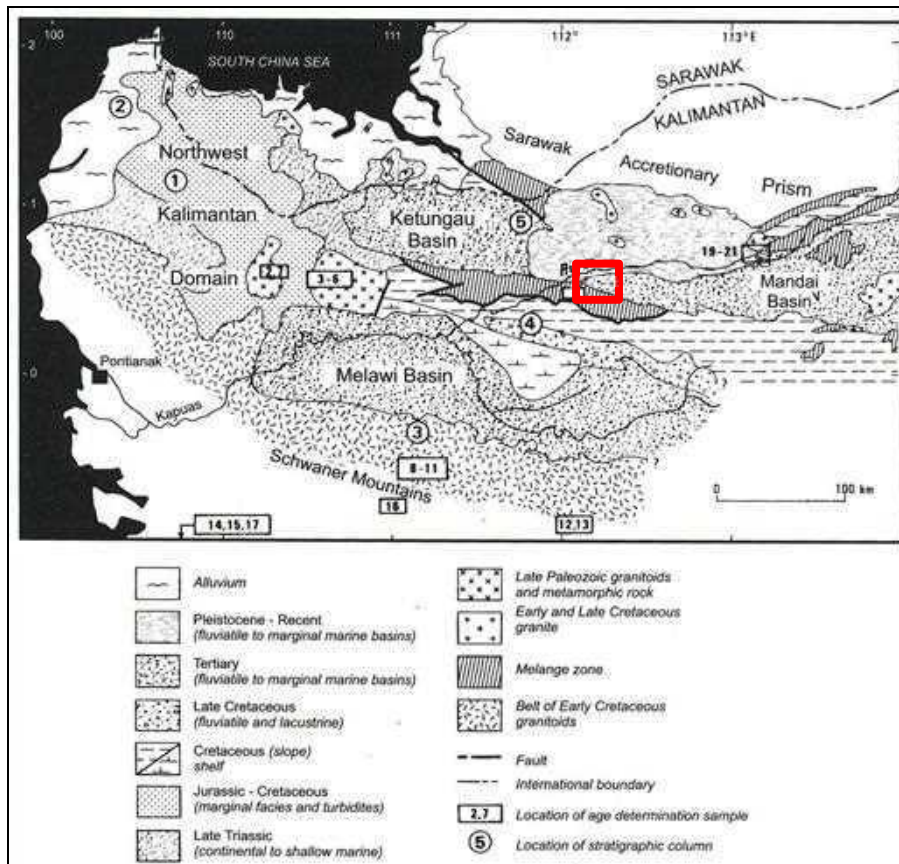 100
110
111
112°
113°E
- 2
SOUTH CHINA SEA
SARAWAK
KALIMANTAN
②
Sarawak
Northwest
Accretionary
①
Prism
Ketungau
Basin
⑤
- 1
Kalimantan
19 - 21
Domain
2,7
3 - 6
Mandai
Basin
④
Pontianak
- 0
Melawi Basin
Kapuas
③
Schwaner Mountains
8 - 11
16
0 100 km
14,15,17
12,13
Alluvium
Pleistocene - Recent
(fluviatile to marginal marine basins)
Tertiary
(fluviatile to marginal marine basins)
Late Cretaceous
(fluviatile and lacustrine)
Cretaceous (slope)
shelf
Jurassic - Cretaceous
(marginal facies and turbidites)
Late Triassic
(continental to shallow marine)
Late Paleozoic granitoids
and metamorphic rock
Early and Late Cretaceous
granite
Melange zone
Belt of Early Cretaceous
granitoids
Fault
International boundary
2,7 Location of age determination sample
⑤ Location of stratigraphic column